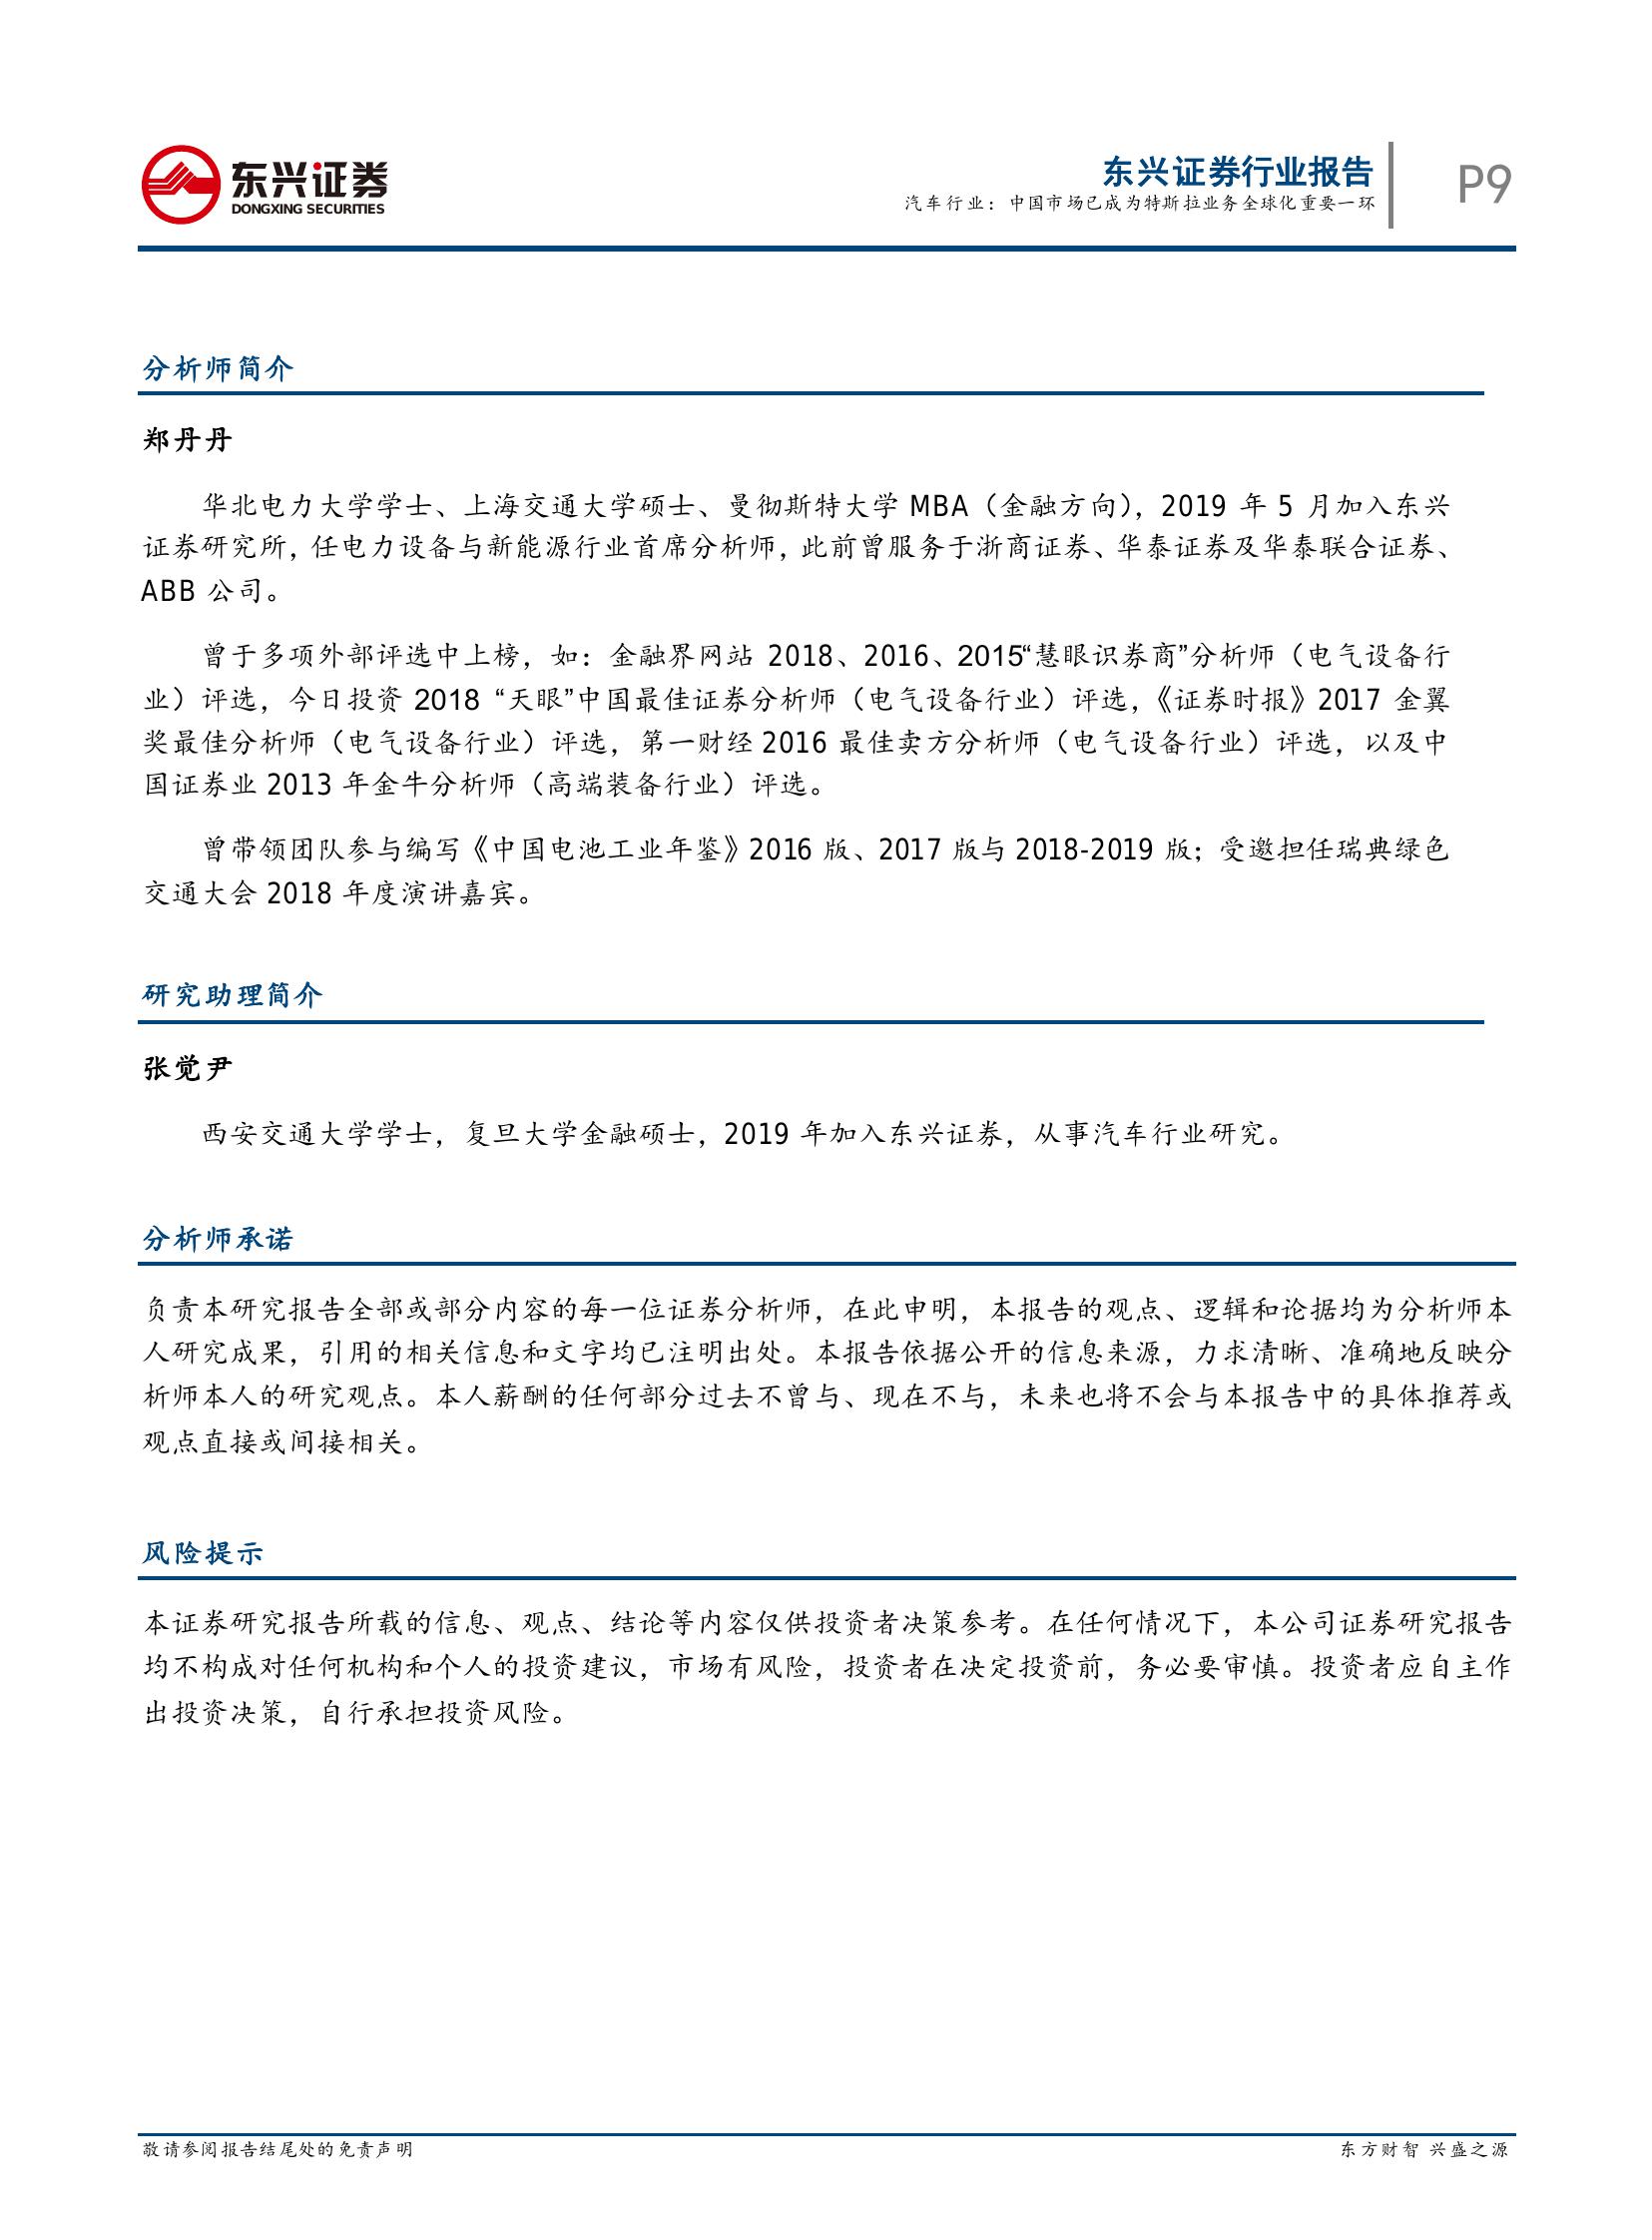 东兴证券
DONGXING SECURITIES
东兴证券行业报告
汽车行业：中国市场已成为特斯拉业务全球化重要一环
P9
分析师简介
郑丹丹
华北电力大学学士、上海交通大学硕士、曼彻斯特大学 MBA（金融方向），2019 年 5 月加入东兴
证券研究所，任电力设备与新能源行业首席分析师，此前曾服务于浙商证券、华泰证券及华泰联合证券、
ABB 公司。
曾于多项外部评选中上榜，如：金融界网站 2018、2016、2015“慧眼识券商”分析师（电气设备行
业）评选，今日投资 2018 “天眼”中国最佳证券分析师（电气设备行业）评选，《证券时报》2017 金翼
奖最佳分析师（电气设备行业）评选，第一财经 2016 最佳卖方分析师（电气设备行业）评选，以及中
国证券业 2013 年金牛分析师（高端装备行业）评选。
曾带领团队参与编写《中国电池工业年鉴》2016 版、2017 版与 2018-2019 版；受邀担任瑞典绿色
交通大会 2018 年度演讲嘉宾。
研究助理简介
张觉尹
西安交通大学学士，复旦大学金融硕士，2019 年加入东兴证券，从事汽车行业研究。
分析师承诺
负责本研究报告全部或部分内容的每一位证券分析师，在此申明，本报告的观点、逻辑和论据均为分析师本
人研究成果，引用的相关信息和文字均已注明出处。本报告依据公开的信息来源，力求清晰、准确地反映分
析师本人的研究观点。本人薪酬的任何部分过去不曾与、现在不与，未来也将不会与本报告中的具体推荐或
观点直接或间接相关。
风险提示
本证券研究报告所载的信息、观点、结论等内容仅供投资者决策参考。在任何情况下，本公司证券研究报告
均不构成对任何机构和个人的投资建议，市场有风险，投资者在决定投资前，务必要审慎。投资者应自主作
出投资决策，自行承担投资风险。
敬请参阅报告结尾处的免责声明
东方财智 兴盛之源